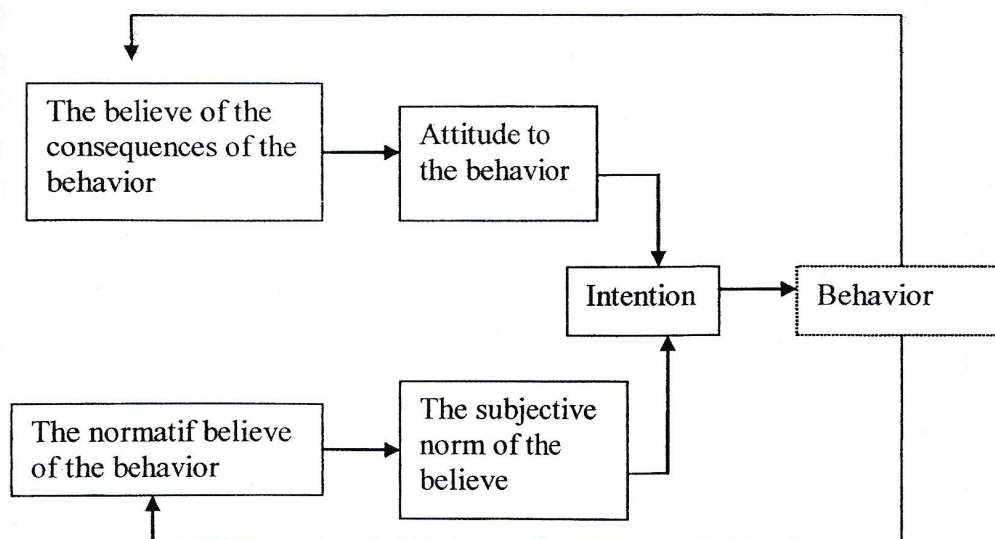 The believe of the
consequences of the
behavior
Attitude to
the behavior
Intention
Behavior
The normatif believe
of the behavior
The subjective
norm of the
believe